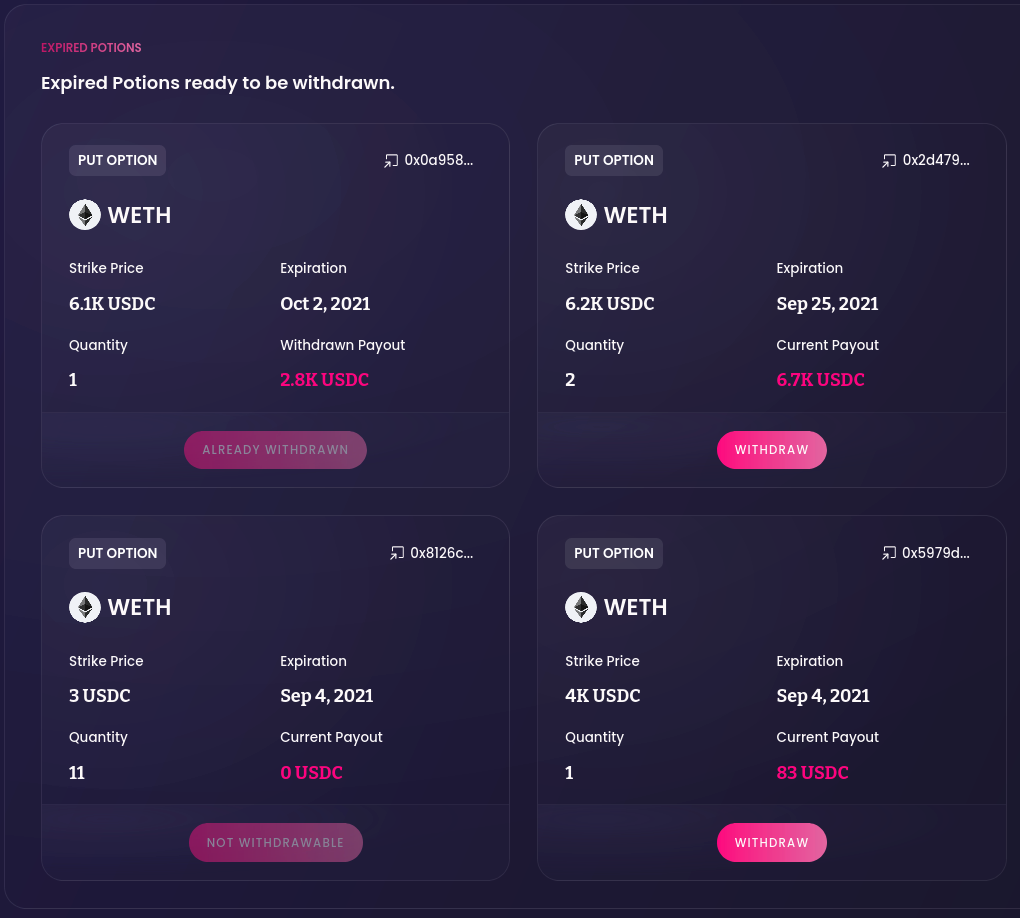 EXPIRED POTIONS
Expired Potions ready to be withdrawn.
PUT OPTION 0x0a958...
WETH
Strike Price Expiration
6.1K USDC Oct 2, 2021
Quantity Withdrawn Payout
1 2.8K USDC
ALREADY WITHDRAWN
PUT OPTION 0x2d479...
WETH
Strike Price Expiration
6.2K USDC Sep 25, 2021
Quantity Current Payout
2 6.7K USDC
WITHDRAW
PUT OPTION 0x8126c...
WETH
Strike Price Expiration
3 USDC Sep 4, 2021
Quantity Current Payout
11 0 USDC
NOT WITHDRAWABLE
PUT OPTION 0x5979d...
WETH
Strike Price Expiration
4K USDC Sep 4, 2021
Quantity Current Payout
1 83 USDC
WITHDRAW